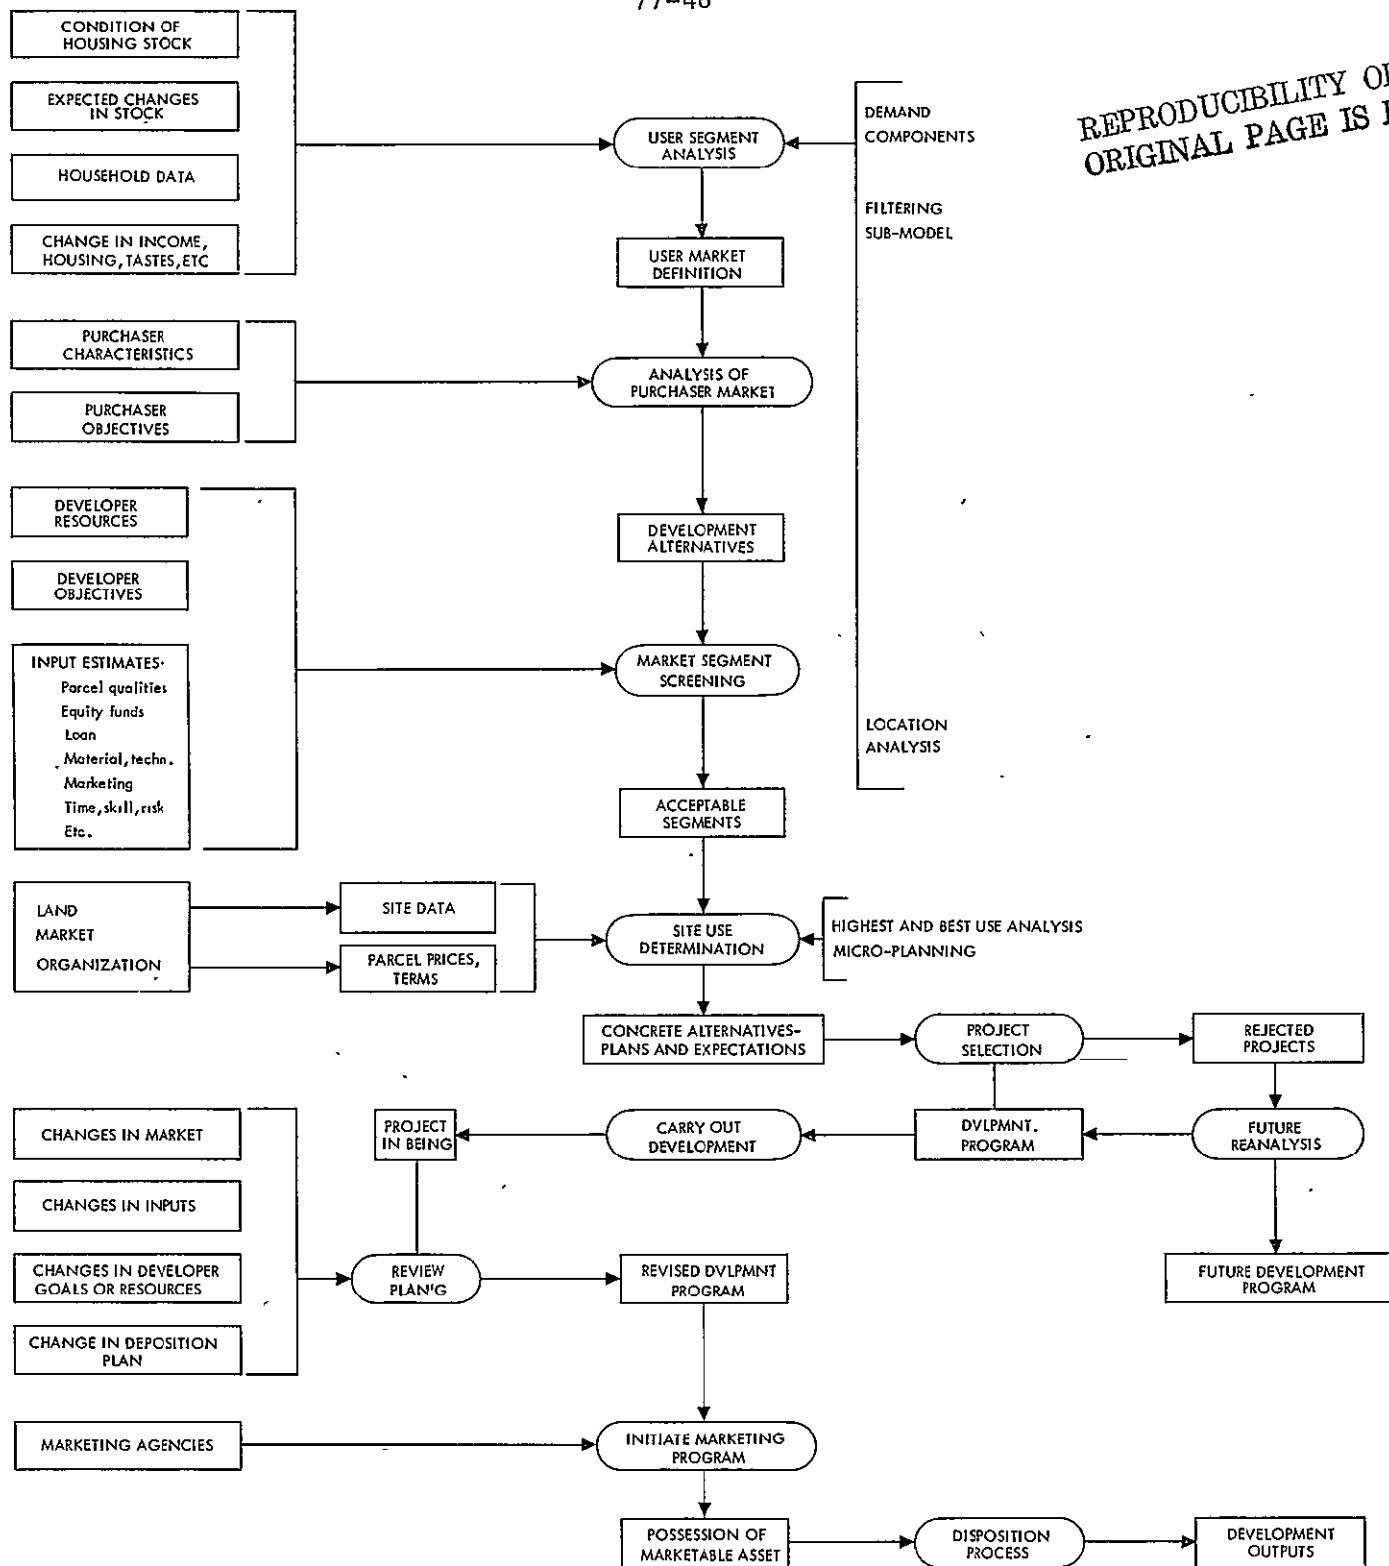 77-48
REPRODUCIBILITY OF
ORIGINAL PAGE IS
CONDITION OF
HOUSING STOCK
EXPECTED CHANGES
IN STOCK
HOUSEHOLD DATA
CHANGE IN INCOME,
HOUSING, TASTES, ETC
USER SEGMENT
ANALYSIS
DEMAND
COMPONENTS
FILTERING
SUB-MODEL
USER MARKET
DEFINITION
PURCHASER
CHARACTERISTICS
PURCHASER
OBJECTIVES
ANALYSIS OF
PURCHASER MARKET
DEVELOPER
RESOURCES
DEVELOPER
OBJECTIVES
DEVELOPMENT
ALTERNATIVES
INPUT ESTIMATES·
Parcel qualities
Equity funds
Loan
Material, techn.
Marketing
Time, skill, risk
Etc.
MARKET SEGMENT
SCREENING
LOCATION
ANALYSIS
ACCEPTABLE
SEGMENTS
LAND
MARKET
ORGANIZATION
SITE DATA
PARCEL PRICES,
TERMS
SITE USE
DETERMINATION
HIGHEST AND BEST USE ANALYSIS
MICRO-PLANNING
CONCRETE ALTERNATIVES-
PLANS AND EXPECTATIONS
PROJECT
SELECTION
REJECTED
PROJECTS
CHANGES IN MARKET
PROJECT
IN BEING
CARRY OUT
DEVELOPMENT
DVLPMNT.
PROGRAM
FUTURE
REANALYSIS
CHANGES IN INPUTS
CHANGES IN DEVELOPER
GOALS OR RESOURCES
REVIEW
PLAN'G
REVISED DVLPMNT
PROGRAM
FUTURE DEVELOPMENT
PROGRAM
CHANGE IN DEPOSITION
PLAN
MARKETING AGENCIES
INITIATE MARKETING
PROGRAM
POSSESSION OF
MARKETABLE ASSET
DISPOSITION
PROCESS
DEVELOPMENT
OUTPUTS